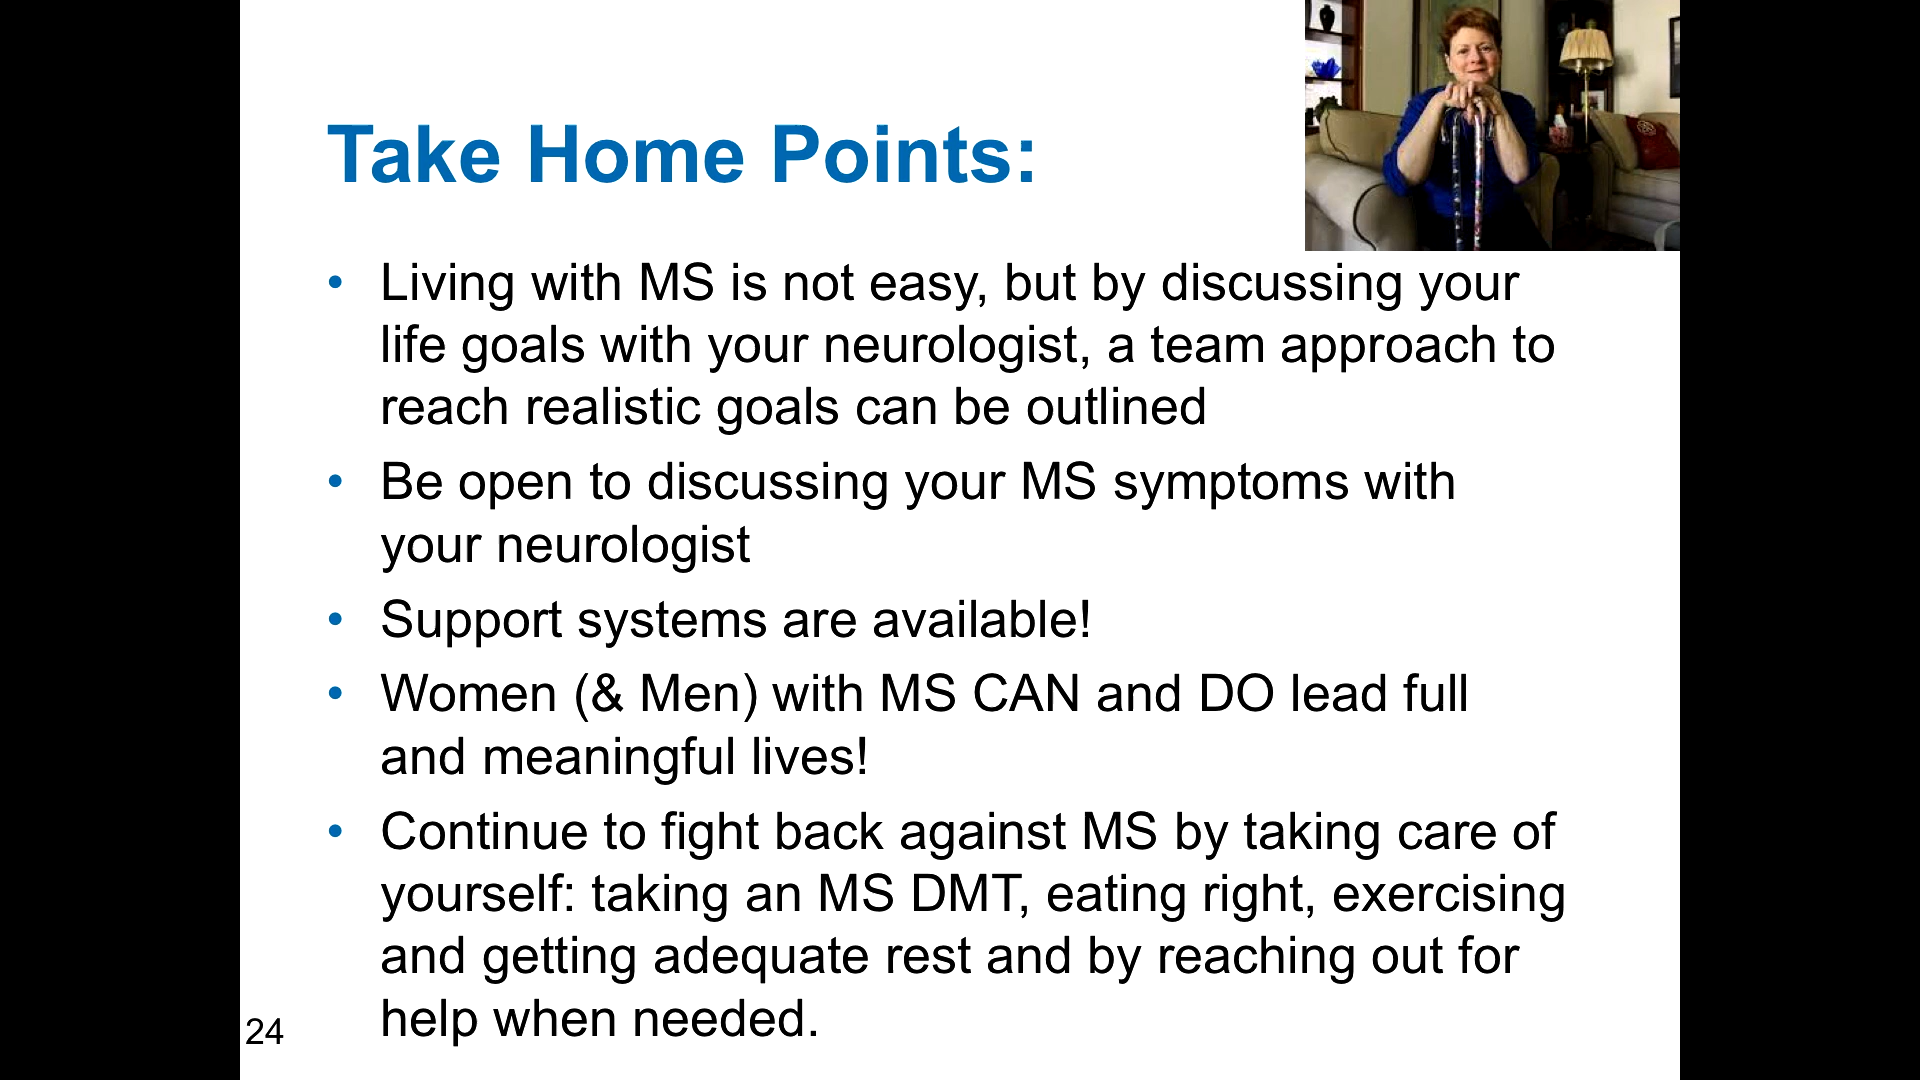 Take Home Points:
• Living with MS is not easy, but by discussing your
life goals with your neurologist, a team approach to
reach realistic goals can be outlined
• Be open to discussing your MS symptoms with
your neurologist
• Support systems are available!
• Women (& Men) with MS CAN and DO lead full
and meaningful lives!
• Continue to fight back against MS by taking care of
yourself: taking an MS DMT, eating right, exercising
and getting adequate rest and by reaching out for
help when needed.
24